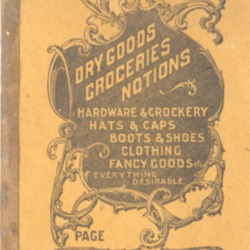 DRY GOODS
GROCERIES
NOTIONS
HARDWARE & CROCKERY
HATS & CAPS
BOOTS & SHOES
CLOTHING
FANCY GOODS &c
EVERYTHING
DESIRABLE.
PAGE